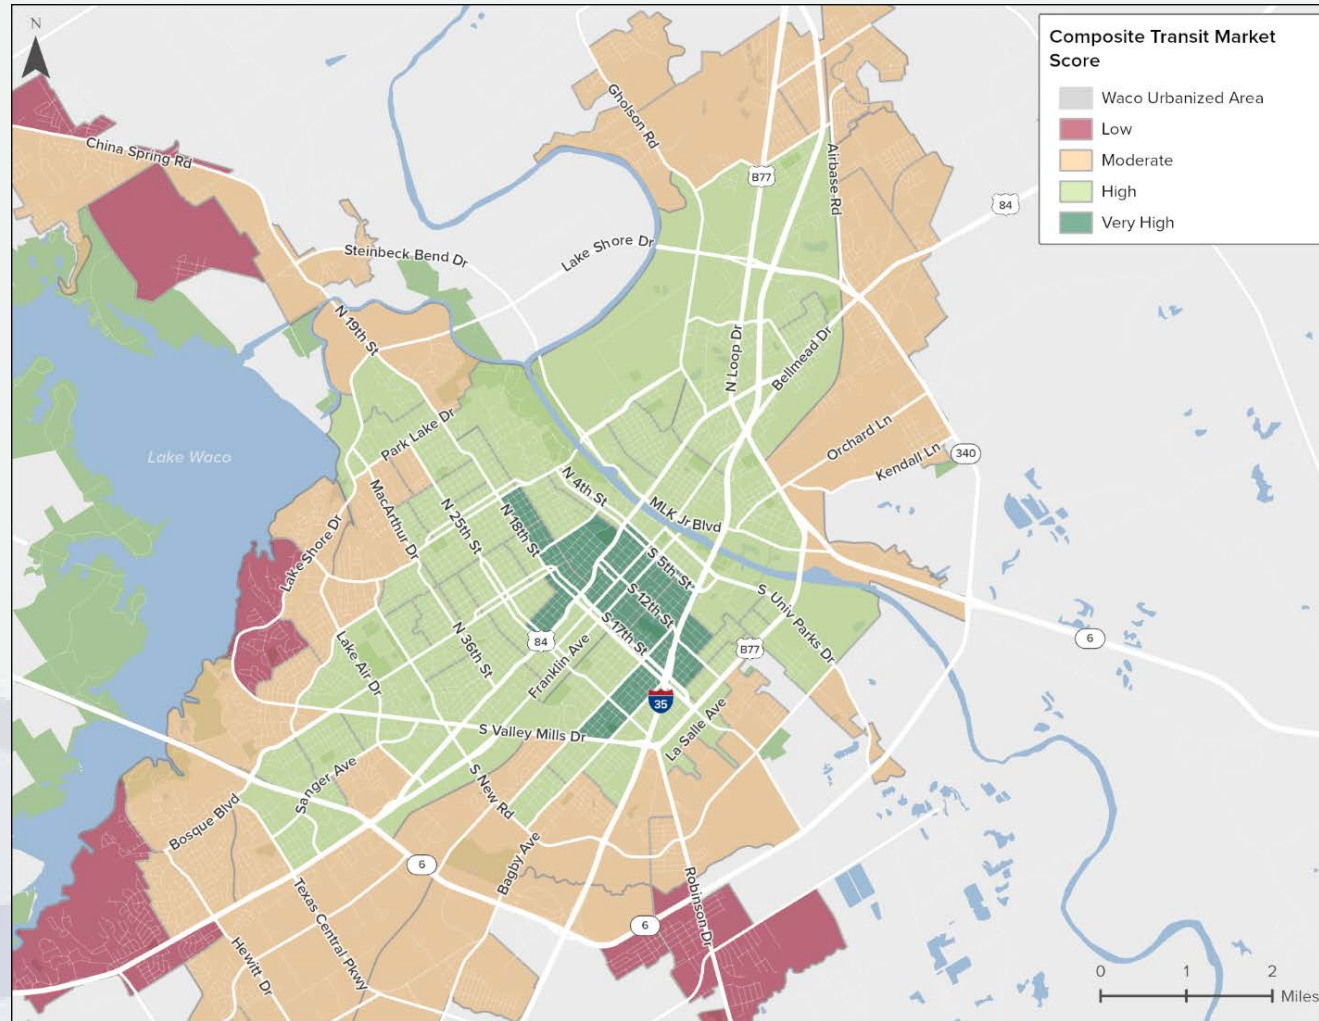 N
Composite Transit Market
Score
Waco Urbanized Area
Low
Moderate
High
Very High
Gholson Rd
China Spring Rd
B77
Airbase Rd
84
Steinbeck Bend Dr
Lake Shore Dr
N 19th St
N Loop Dr
Bellmead Dr
Park Lake Dr
Orchard Ln
Kendall Ln
340
Lake Waco
MacArthur Dr
N 25th St
N 18th St
N 4th St
MLK Jr Blvd
Lake Shore Dr
S 5th St
S 12th St
S 17th St
S Univ Parks Dr
84
B77
6
Lake Air Dr
N 36th St
Franklin Ave
35
La Salle Ave
S Valley Mills Dr
Sanger Ave
S New Rd
Bosque Blvd
6
Bagby Ave
Texas Central Pkwy
Robinson Dr
6
Hewitt Dr
0 1 2
Miles